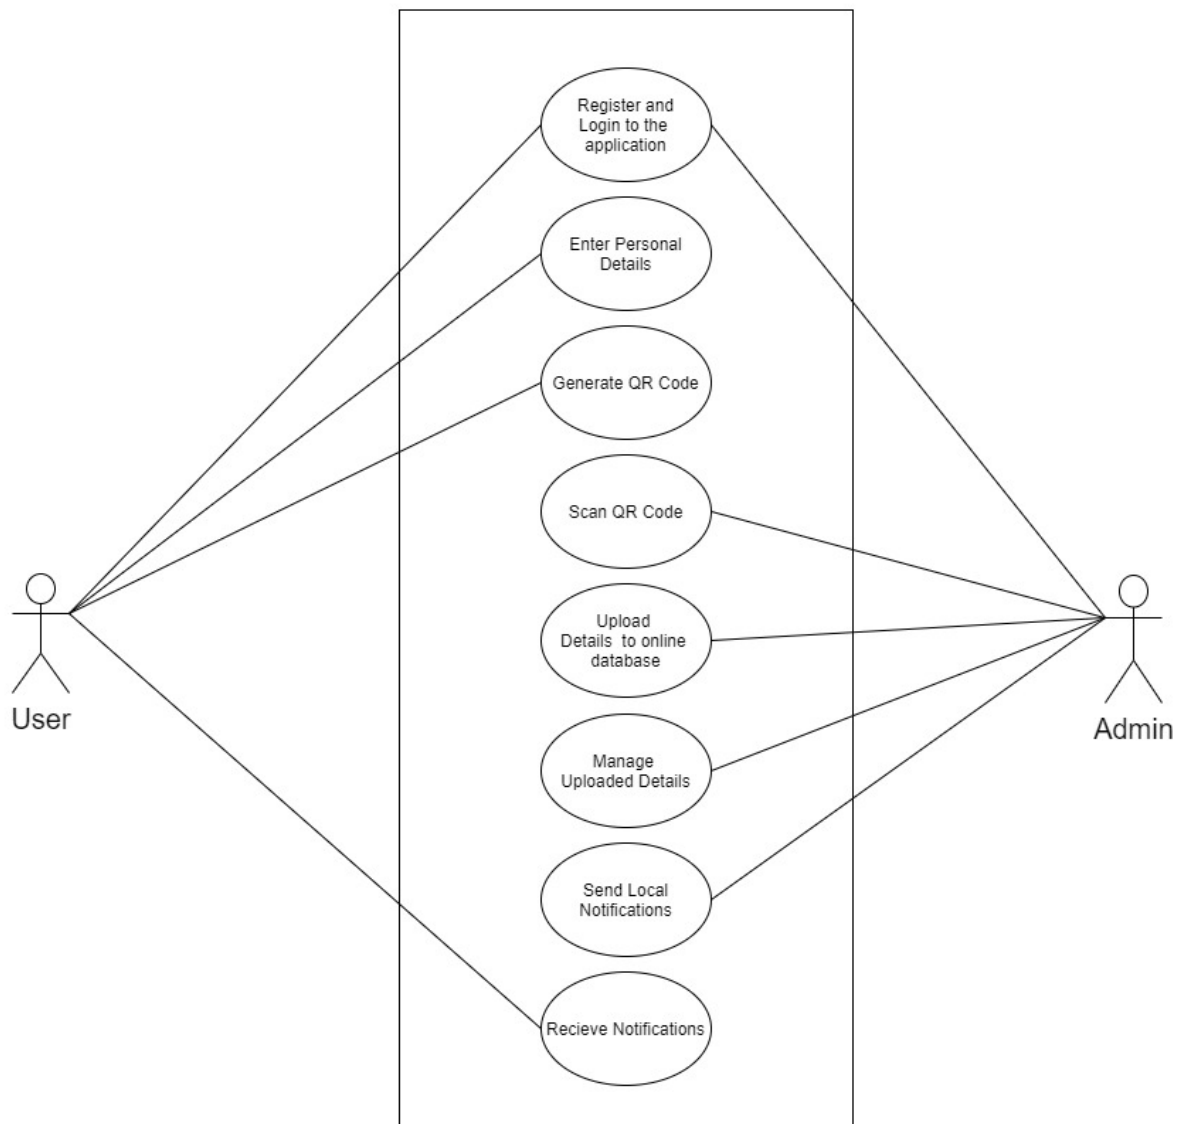 Register and
Login to the
application
Enter Personal
Details
Generate QR Code
Scan QR Code
Upload
Details  to online
database
Manage
Uploaded Details
Send Local
Notifications
Recieve Notifications
User
Admin